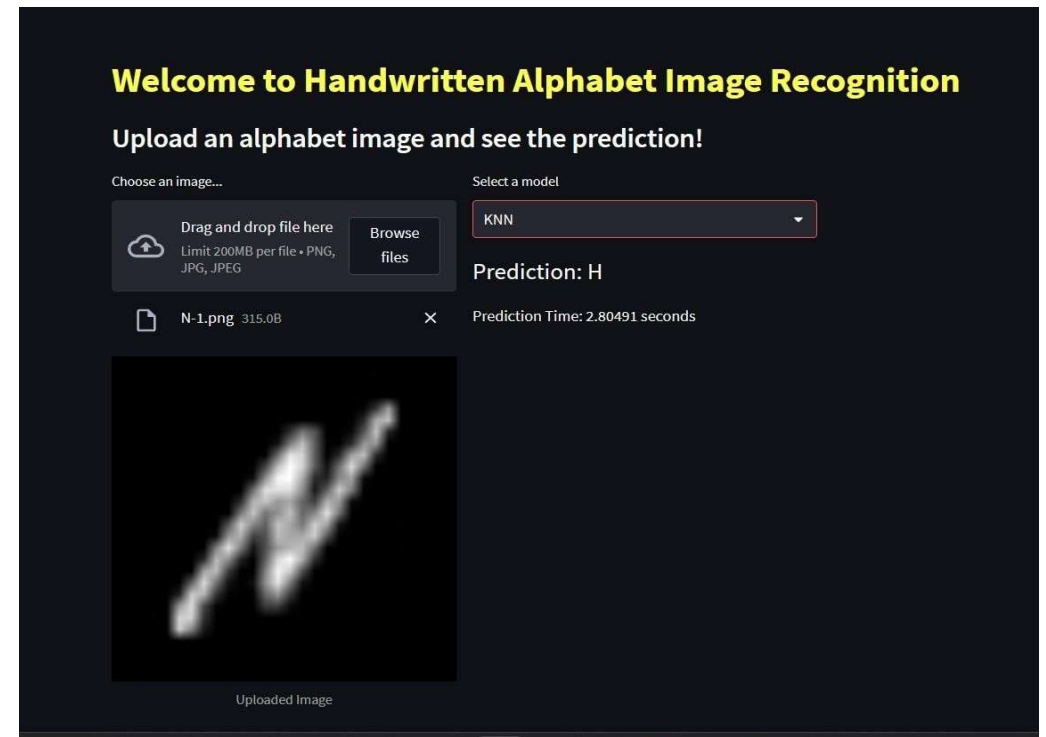 Welcome to Handwritten Alphabet Image Recognition
Upload an alphabet image and see the prediction!
Choose an image...
Drag and drop file here
Limit 200MB per file • PNG,
JPG, JPEG
Browse
files
N-1.png 315.0B
N
Uploaded Image
Select a model
KNN
Prediction: H
Prediction Time: 2.80491 seconds